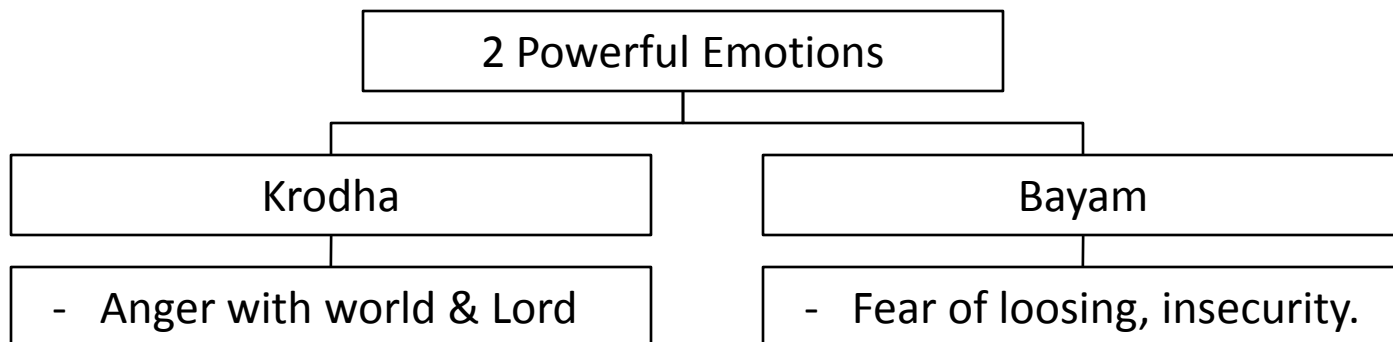 2 Powerful Emotions
Krodha
Bayam
- Anger with world & Lord
- Fear of loosing, insecurity.